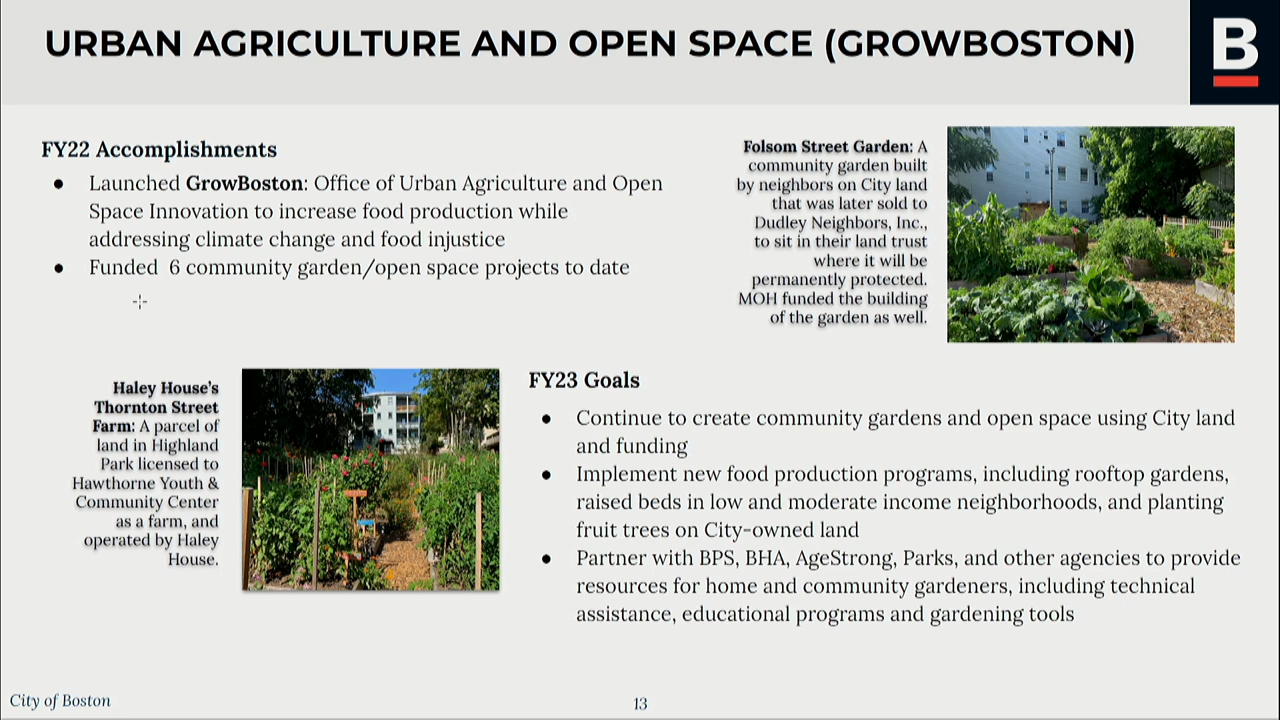 URBAN AGRICULTURE AND OPEN SPACE (GROWBOSTON)
B
FY22 Accomplishments
● Launched GrowBoston: Office of Urban Agriculture and Open
Space Innovation to increase food production while
addressing climate change and food injustice
● Funded 6 community garden/open space projects to date
Folsom Street Garden: A
community garden built
by neighbors on City land
that was later sold to
Dudley Neighbors, Inc.,
to sit in their land trust
where it will be
permanently protected.
MOH funded the building
of the garden as well.
Haley House's
Thornton Street
Farm: A parcel of
land in Highland
Park licensed to
Hawthorne Youth &
Community Center
as a farm, and
operated by Haley
House.
FY23 Goals
● Continue to create community gardens and open space using City land
and funding
● Implement new food production programs, including rooftop gardens,
raised beds in low and moderate income neighborhoods, and planting
fruit trees on City-owned land
● Partner with BPS, BHA, AgeStrong, Parks, and other agencies to provide
resources for home and community gardeners, including technical
assistance, educational programs and gardening tools
City of Boston
13